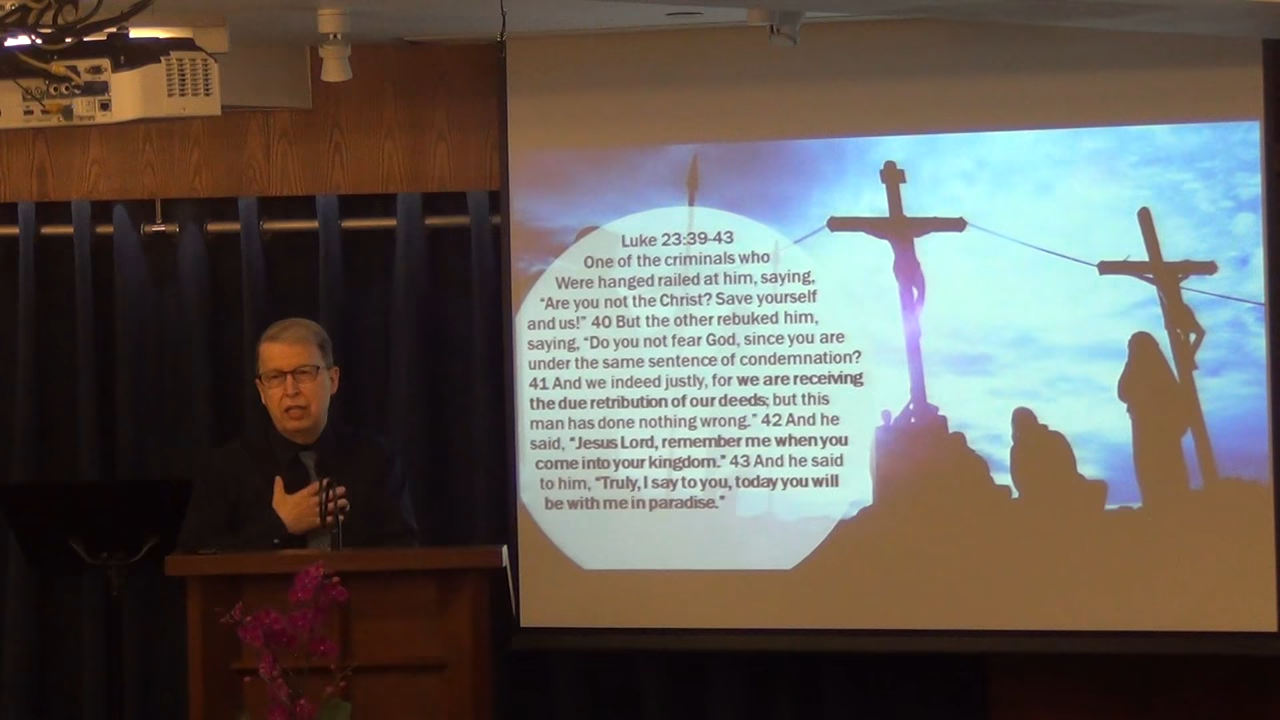 Luke 23:39-43
One of the criminals who
Were hanged railed at him, saying,
“Are you not the Christ? Save yourself
and us!” 40 But the other rebuked him,
saying, “Do you not fear God, since you are
under the same sentence of condemnation?
41 And we indeed justly, for we are receiving
the due retribution of our deeds; but this
man has done nothing wrong.” 42 And he
said, “Jesus Lord, remember me when you
come into your kingdom.” 43 And he said
to him, “Truly, I say to you, today you will
be with me in paradise.”